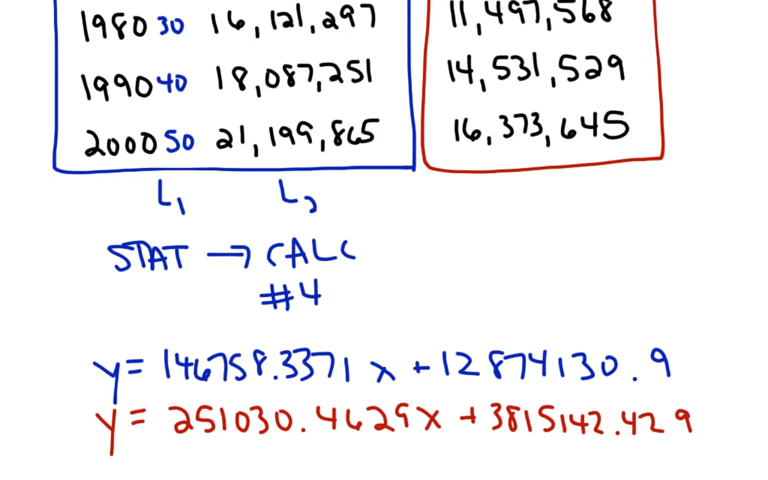 1980 30 16,121,297 11,497,568
1990 40 18,087,251 14,531,529
2000 50 21,199,865 16,373,645
L₁ L₂
STAT → CALC
#4
y = 146758.3371 x + 12874130.9
y = 251030.4629x + 3815142.429